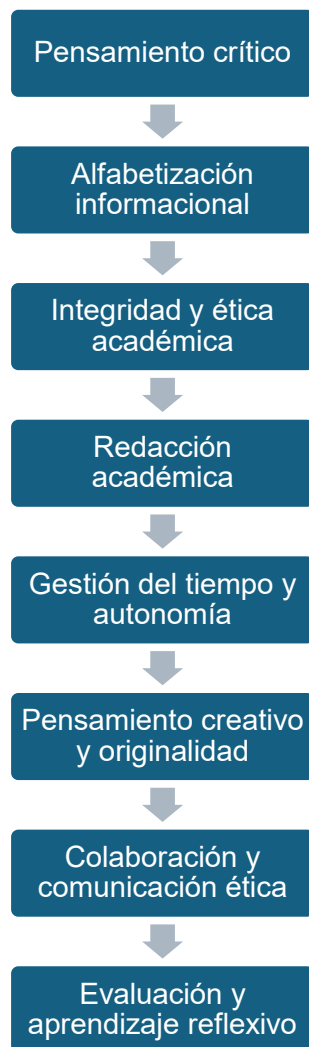 Pensamiento crítico
Alfabetización
informacional
Integridad y ética
académica
Redacción
académica
Gestión del tiempo y
autonomía
Pensamiento creativo
y originalidad
Colaboración y
comunicación ética
Evaluación y
aprendizaje reflexivo